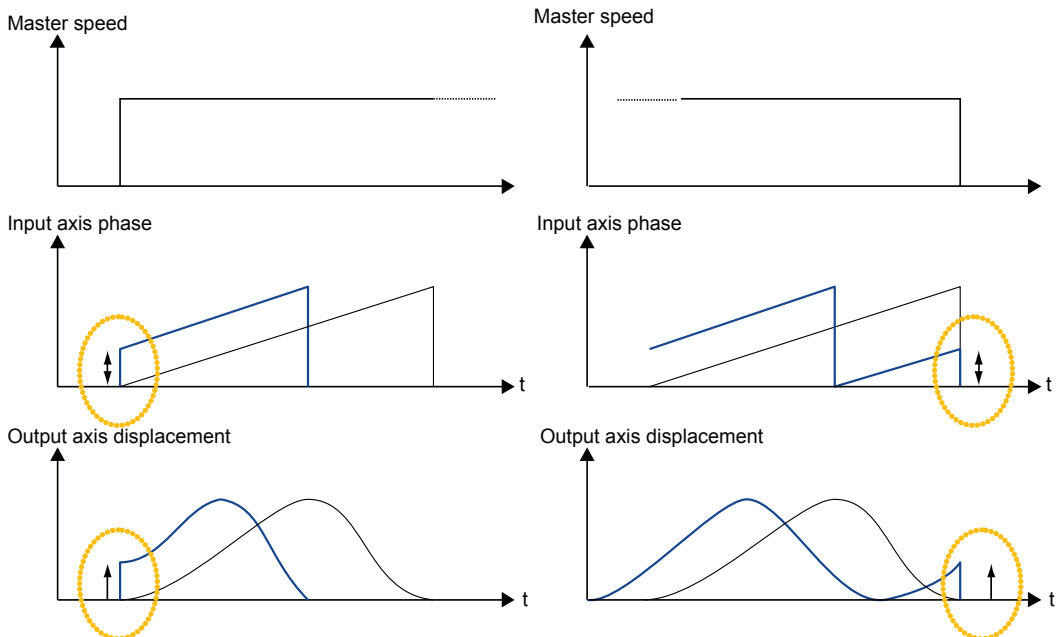 Master speed
Master speed
Input axis phase
Input axis phase
t
t
Output axis displacement
Output axis displacement
t
t